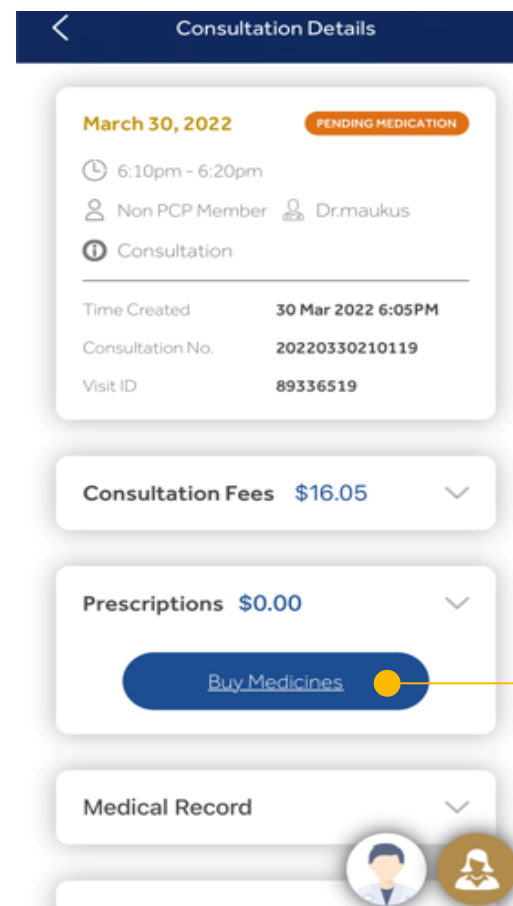 Consultation Details
March 30, 2022 PENDING MEDICATION
6:10pm - 6:20pm
Non PCP Member Dr.maukus
Consultation
Time Created 30 Mar 2022 6:05PM
Consultation No. 20220330210119
Visit ID 89336519
Consultation Fees $16.05
Prescriptions $0.00
Buy Medicines
Medical Record